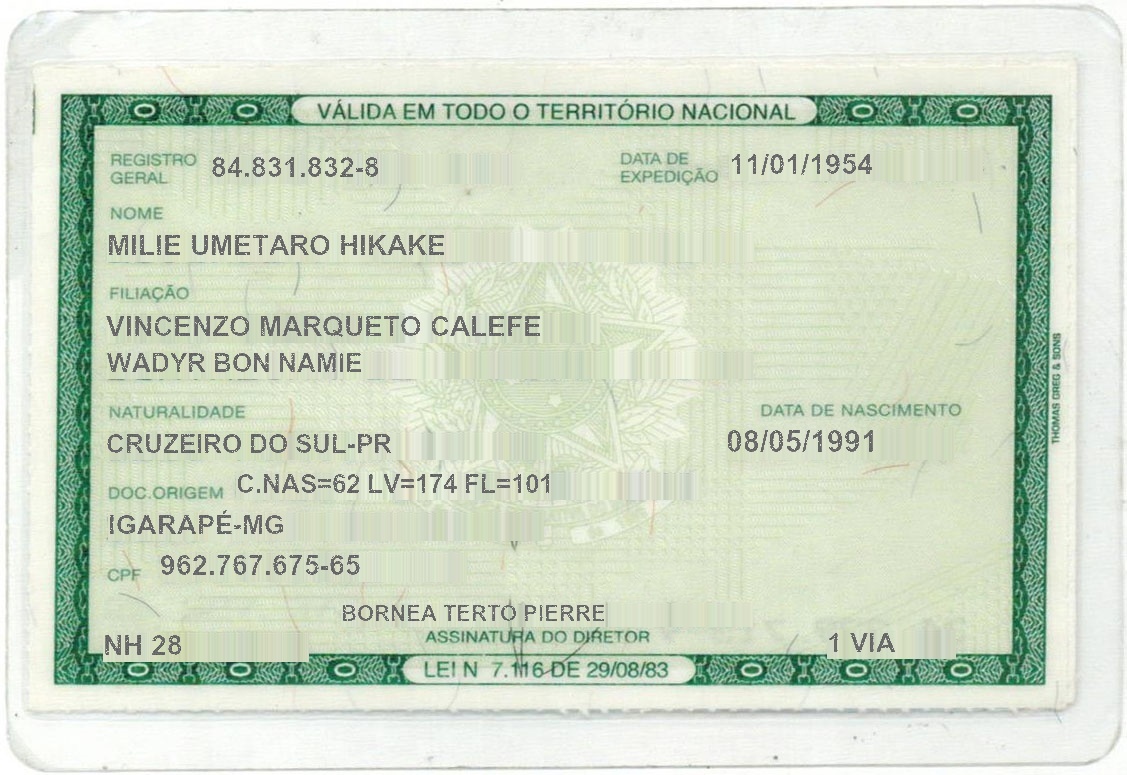 VÁLIDA EM TODO O TERRITÓRIO NACIONAL
REGISTRO GERAL 84.831.832-8 DATA DE EXPEDIÇÃO 11/01/1954
NOME
MILIE UMETARO HIKAKE
FILIAÇÃO
VINCENZO MARQUETO CALEFE
WADYR BON NAMIE
NATURALIDADE DATA DE NASCIMENTO
CRUZEIRO DO SUL-PR 08/05/1991
DOC.ORIGEM C.NAS=62 LV=174 FL=101
IGARAPÉ-MG
CPF 962.767.675-65
BORNEA TERTO PIERRE
NH 28 ASSINATURA DO DIRETOR 1 VIA
LEI N 7.116 DE 29/08/83
THOMAS GREG & SONS